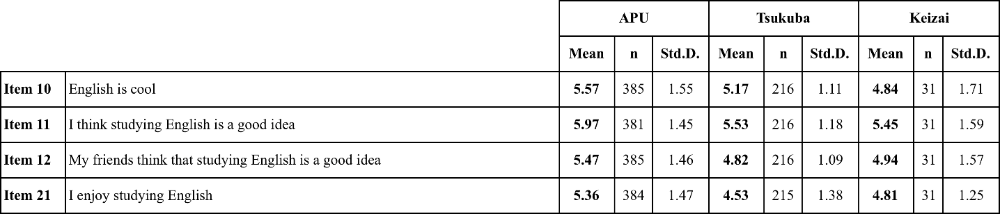 APU Tsukuba Keizai
Mean n Std.D. Mean n Std.D. Mean n Std.D.
Item 10 English is cool 5.57 385 1.55 5.17 216 1.11 4.84 31 1.71
Item 11 I think studying English is a good idea 5.97 381 1.45 5.53 216 1.18 5.45 31 1.59
Item 12 My friends think that studying English is a good idea 5.47 385 1.46 4.82 216 1.09 4.94 31 1.57
Item 21 I enjoy studying English 5.36 384 1.47 4.53 215 1.38 4.81 31 1.25